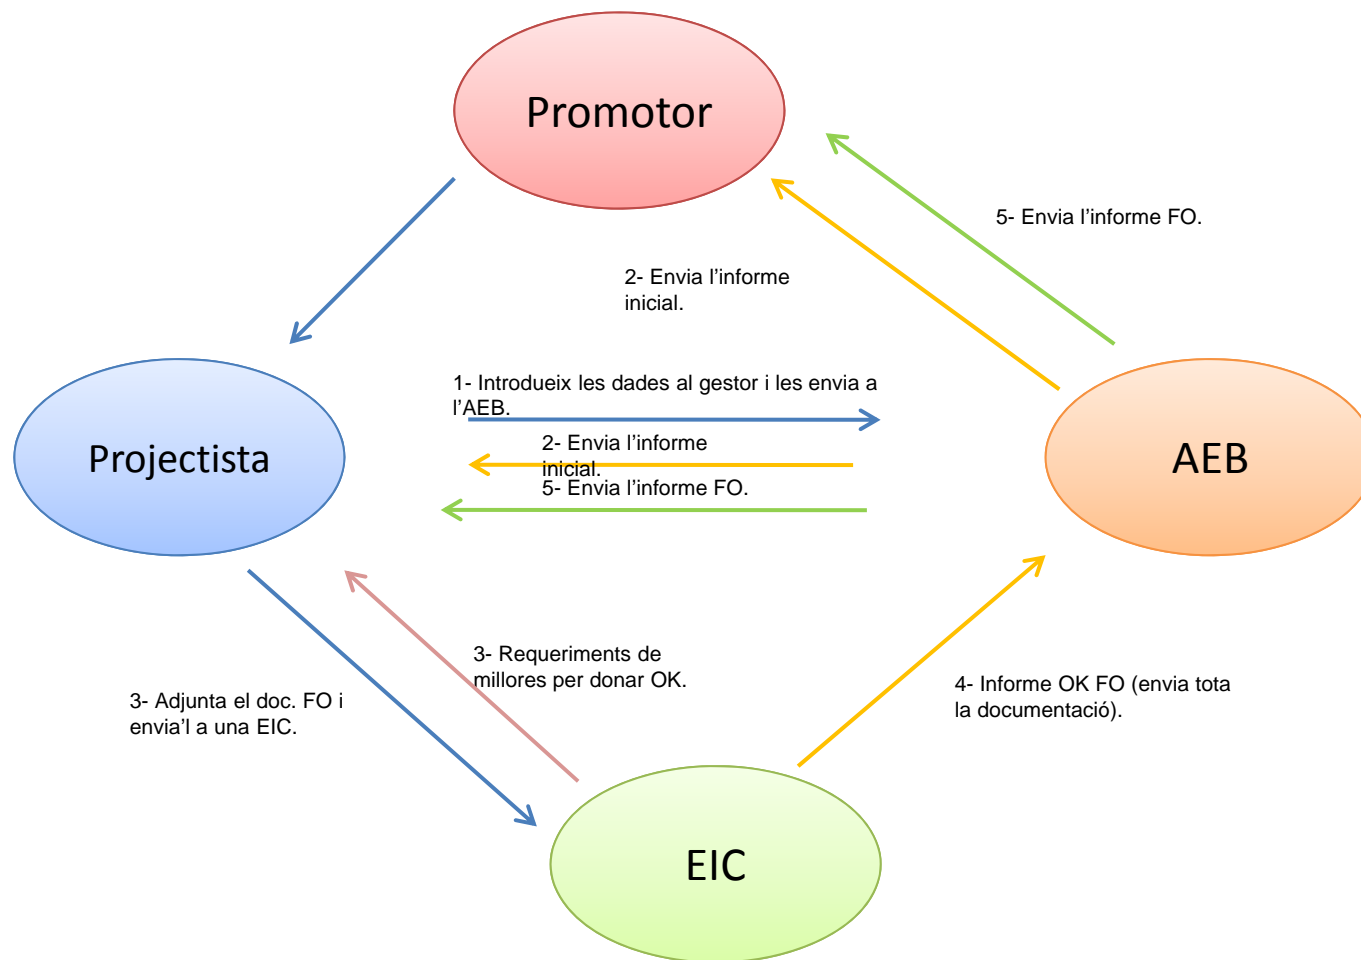 Promotor
5- Envia l’informe FO.
2- Envia l’informe
inicial.
1- Introdueix les dades al gestor i les envia a
l’AEB.
2- Envia l’informe
inicial.
5- Envia l’informe FO.
Projectista
AEB
3- Requeriments de
millores per donar OK.
3- Adjunta el doc. FO i
envia’l a una EIC.
4- Informe OK FO (envia tota
la documentació).
EIC